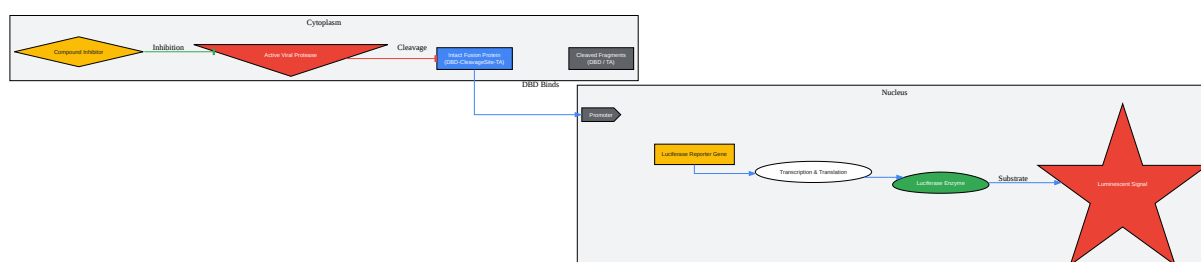 Cytoplasm
Compound Inhibitor
Inhibition
Active Viral Protease
Cleavage
Intact Fusion Protein
(DBD-CleavageSite-TA)
Cleaved Fragments
(DBD / TA)
DBD Binds
Nucleus
Promoter
Luciferase Reporter Gene
Transcription & Translation
Luciferase Enzyme
Substrate
Luminescent Signal